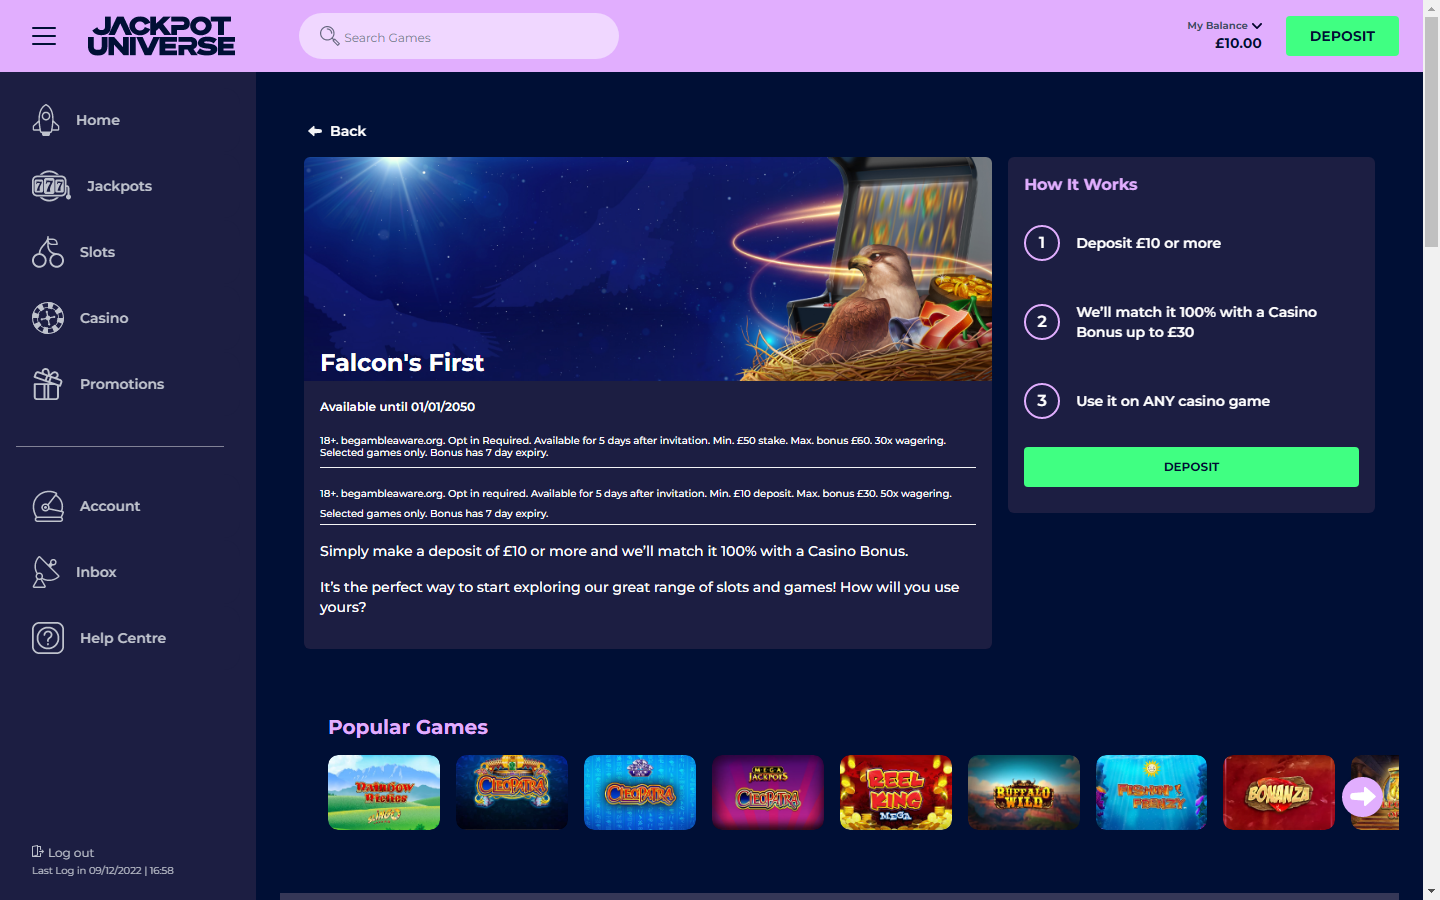 JACKPOT
UNIVERSE
Search Games
My Balance
£10.00
DEPOSIT
Home
Jackpots
Slots
Casino
Promotions
Account
Inbox
Help Centre
Log out
Last Log in 09/12/2022 | 16:58
Back
Falcon's First
Available until 01/01/2050
18+. begambleaware.org. Opt in Required. Available for 5 days after invitation. Min. £50 stake. Max. bonus £60. 30x wagering.
Selected games only. Bonus has 7 day expiry.
18+. begambleaware.org. Opt in required. Available for 5 days after invitation. Min. £10 deposit. Max. bonus £30. 50x wagering.
Selected games only. Bonus has 7 day expiry.
Simply make a deposit of £10 or more and we’ll match it 100% with a Casino Bonus.
It’s the perfect way to start exploring our great range of slots and games! How will you use
yours?
How It Works
1
Deposit £10 or more
2
We’ll match it 100% with a Casino
Bonus up to £30
3
Use it on ANY casino game
DEPOSIT
Popular Games
Rainbow
Riches
CLEOPATRA
CLEOPATRA
MEGA
JACKPOTS
CLEOPATRA
REEL
KING
MEGA
BUFFALO
WILD
FISHIN' FRENZY
BONANZA
777